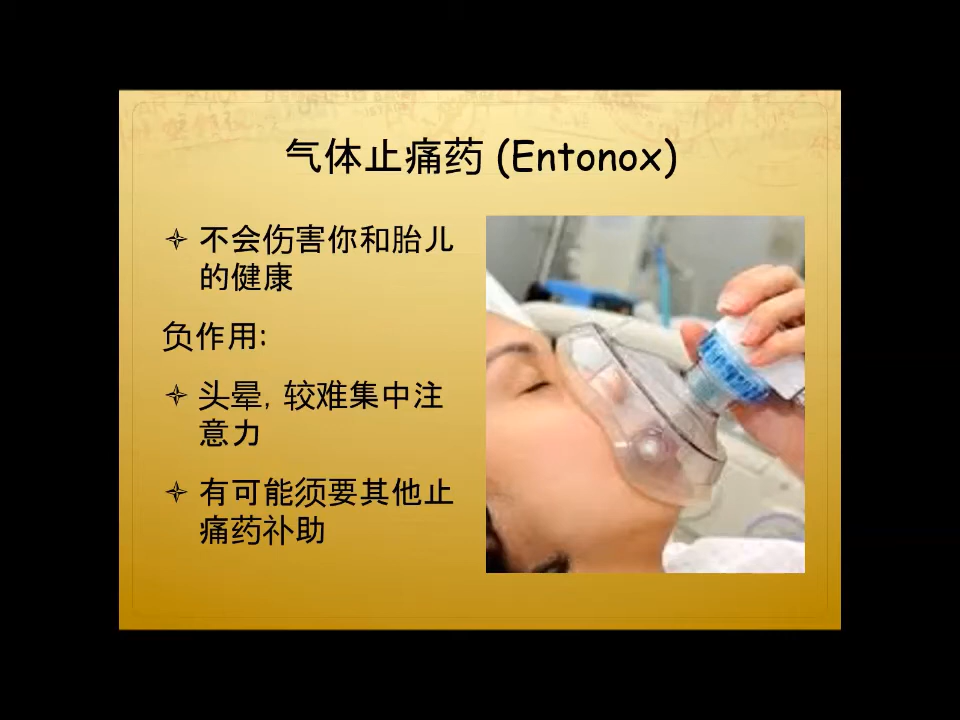 气体止痛药 (Entonox)
不会伤害你和胎儿
的健康
负作用:
头晕, 较难集中注
意力
有可能须要其他止
痛药补助